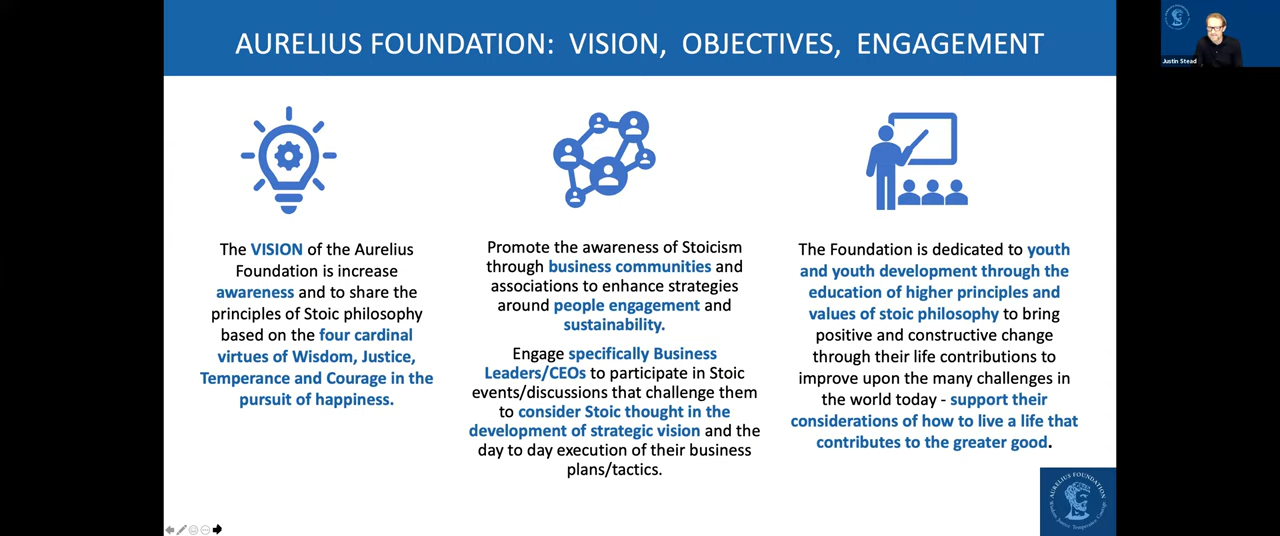 AURELIUS FOUNDATION: VISION, OBJECTIVES, ENGAGEMENT
Justin Stead
The VISION of the Aurelius
Foundation is increase
awareness and to share the
principles of Stoic philosophy
based on the four cardinal
virtues of Wisdom, Justice,
Temperance and Courage in the
pursuit of happiness.
Promote the awareness of Stoicism
through business communities and
associations to enhance strategies
around people engagement and
sustainability.
Engage specifically Business
Leaders/CEOs to participate in Stoic
events/discussions that challenge them
to consider Stoic thought in the
development of strategic vision and the
day to day execution of their business
plans/tactics.
The Foundation is dedicated to youth
and youth development through the
education of higher principles and
values of stoic philosophy to bring
positive and constructive change
through their life contributions to
improve upon the many challenges in
the world today - support their
considerations of how to live a life that
contributes to the greater good.
AURELIUS FOUNDATION
Wisdom Justice Temperance Courage